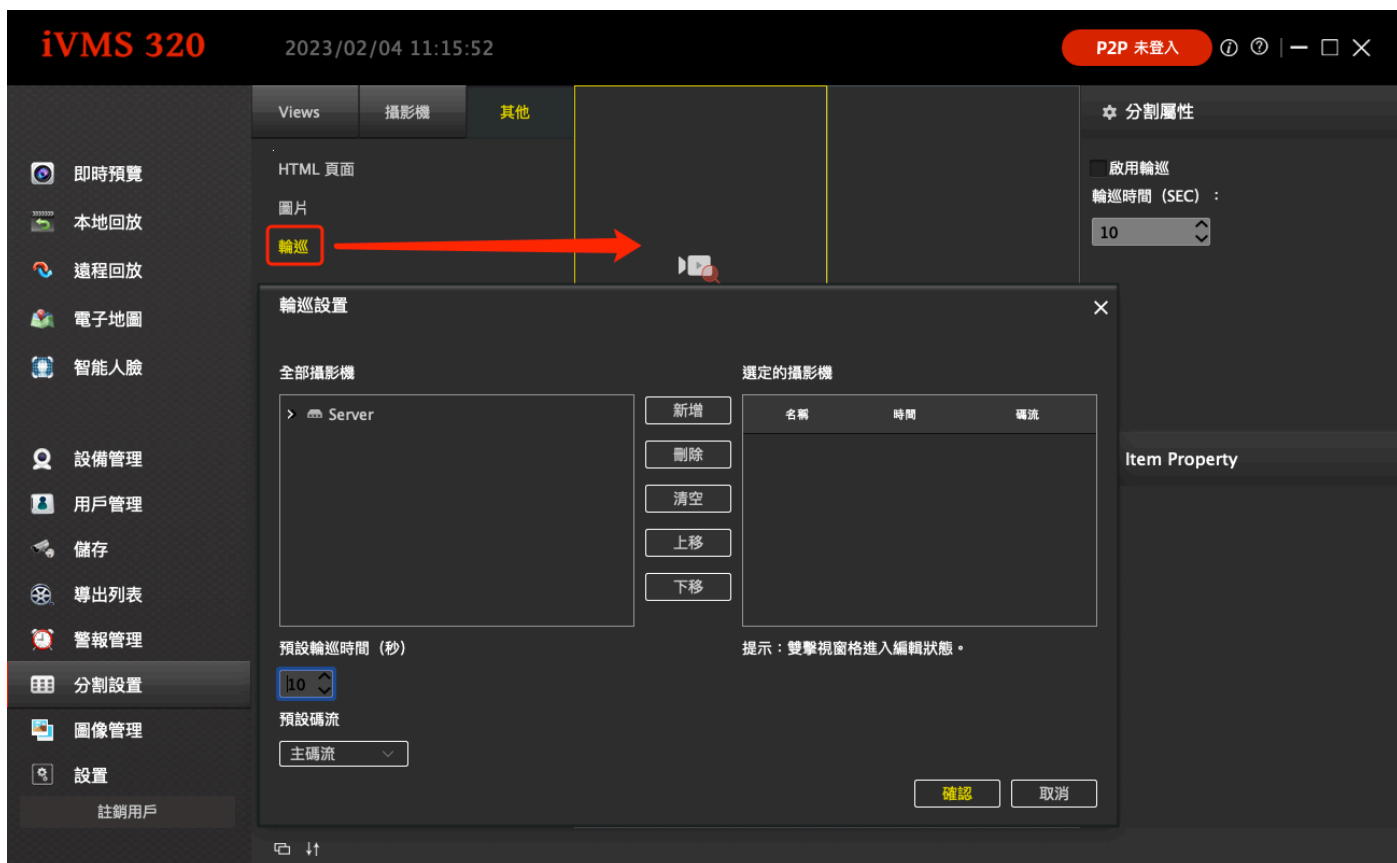 iVMS 320
2023/02/04 11:15:52
P2P 未登入
Views
攝影機
其他
HTML 頁面
圖片
輪巡
分割屬性
啟用輪巡
輪巡時間（SEC）：
10
即時預覽
本地回放
遠程回放
電子地圖
智能人臉
設備管理
用戶管理
儲存
導出列表
警報管理
分割設置
圖像管理
設置
註銷用戶
輪巡設置
全部攝影機
Server
新增
刪除
清空
上移
下移
選定的攝影機
名稱 時間 碼流
預設輪巡時間（秒）
10
提示：雙擊視窗格進入編輯狀態。
預設碼流
主碼流
確認
取消
Item Property